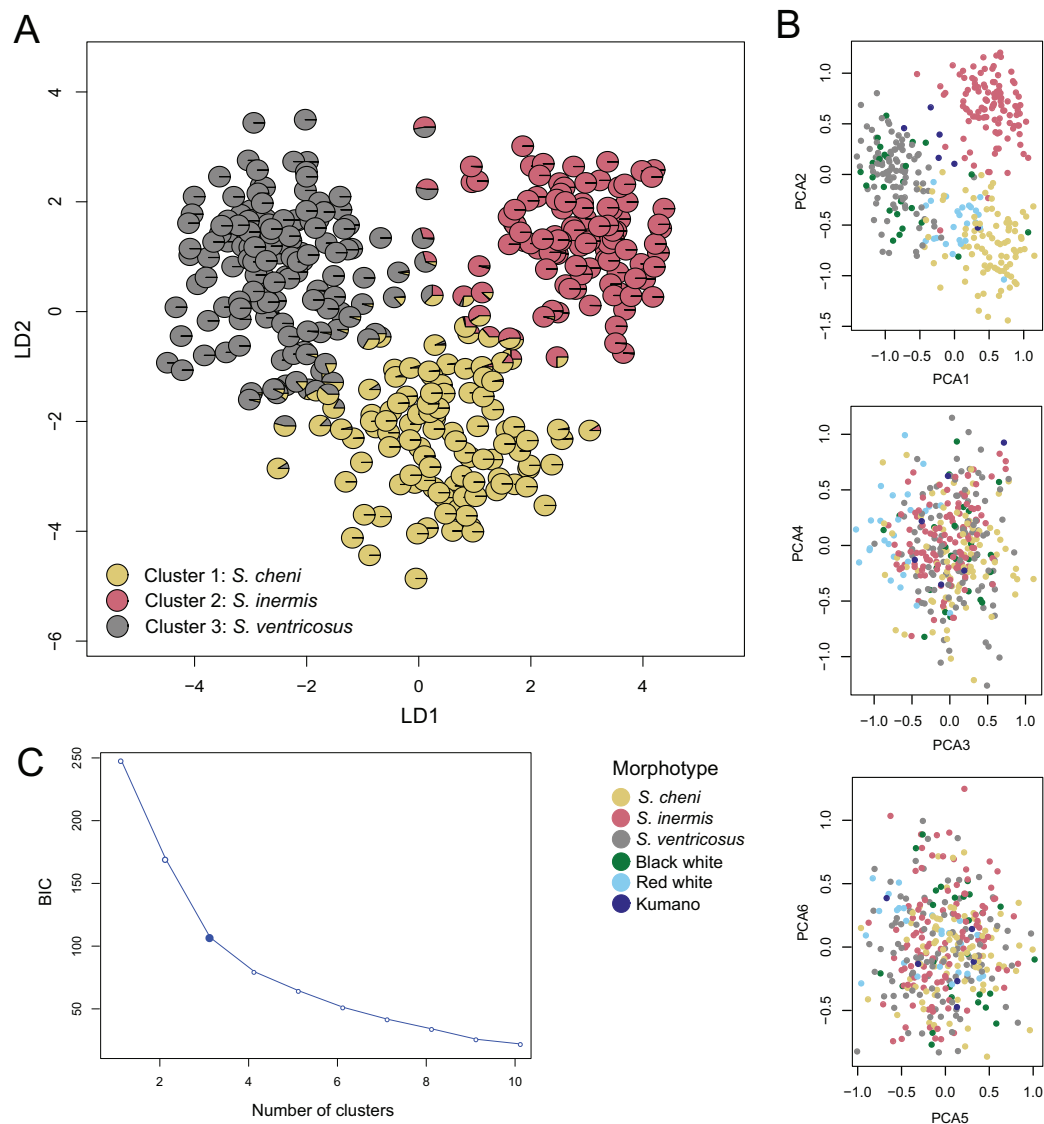 A
4
2
0
−2
−4
−6
LD2
−4
−2
0
2
4
LD1
Cluster 1: S. cheni
Cluster 2: S. inermis
Cluster 3: S. ventricosus
B
1.0
0.5
0.0
−0.5
−1.0
−1.5
PCA2
−1.0
0.0
0.5
1.0
PCA1
1.0
0.5
0.0
−0.5
−1.0
PCA4
−1.0
−0.5
0.0
0.5
1.0
PCA3
1.0
0.5
0.0
−0.5
PCA6
−1.0
−0.5
0.0
0.5
1.0
PCA5
C
250
200
150
100
50
BIC
2
4
6
8
10
Number of clusters
Morphotype
S. cheni
S. inermis
S. ventricosus
Black white
Red white
Kumano